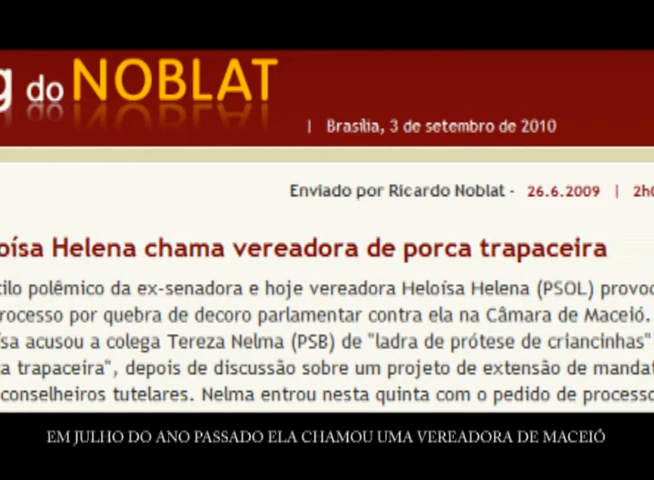 g do NOBLAT
| Brasília, 3 de setembro de 2010
Enviado por Ricardo Noblat - 26.6.2009 | 2h0
oísa Helena chama vereadora de porca trapaceira
tilo polêmico da ex-senadora e hoje vereadora Heloísa Helena (PSOL) provoc
rocesso por quebra de decoro parlamentar contra ela na Câmara de Maceió.
ísa acusou a colega Tereza Nelma (PSB) de "ladra de prótese de criancinhas"
ca trapaceira", depois de discussão sobre um projeto de extensão de mandat
conselheiros tutelares. Nelma entrou nesta quinta com o pedido de processo
EM JULHO DO ANO PASSADO ELA CHAMOU UMA VEREADORA DE MACEIÓ